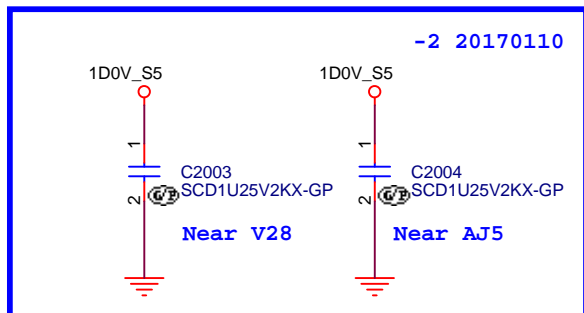 -2 20170110
1D0V_S5
1D0V_S5
1
C2003
2
G/P
SCD1U25V2KX-GP
Near V28
1
C2004
2
G/P
SCD1U25V2KX-GP
Near AJ5